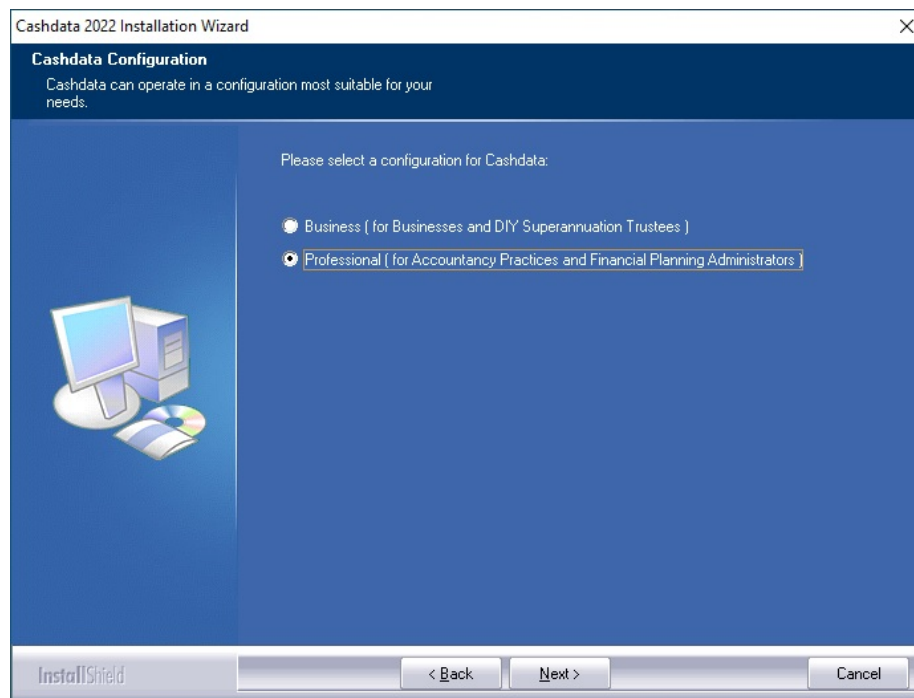 Cashdata 2022 Installation Wizard
Cashdata Configuration
Cashdata can operate in a configuration most suitable for your
needs.
Please select a configuration for Cashdata:
Business ( for Businesses and DIY Superannuation Trustees )
Professional ( for Accountancy Practices and Financial Planning Administrators )
InstallShield
< Back
Next >
Cancel